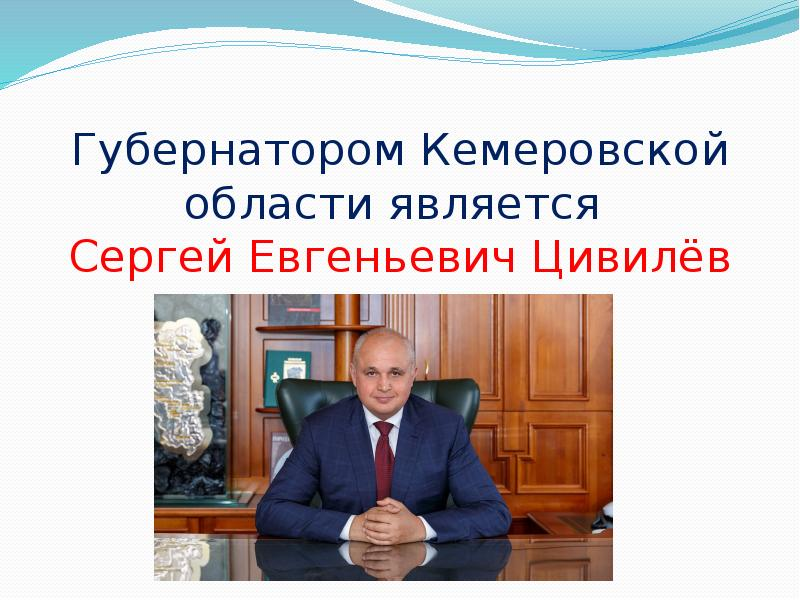 Губернатором Кемеровской
области является
Сергей Евгеньевич Цивилёв